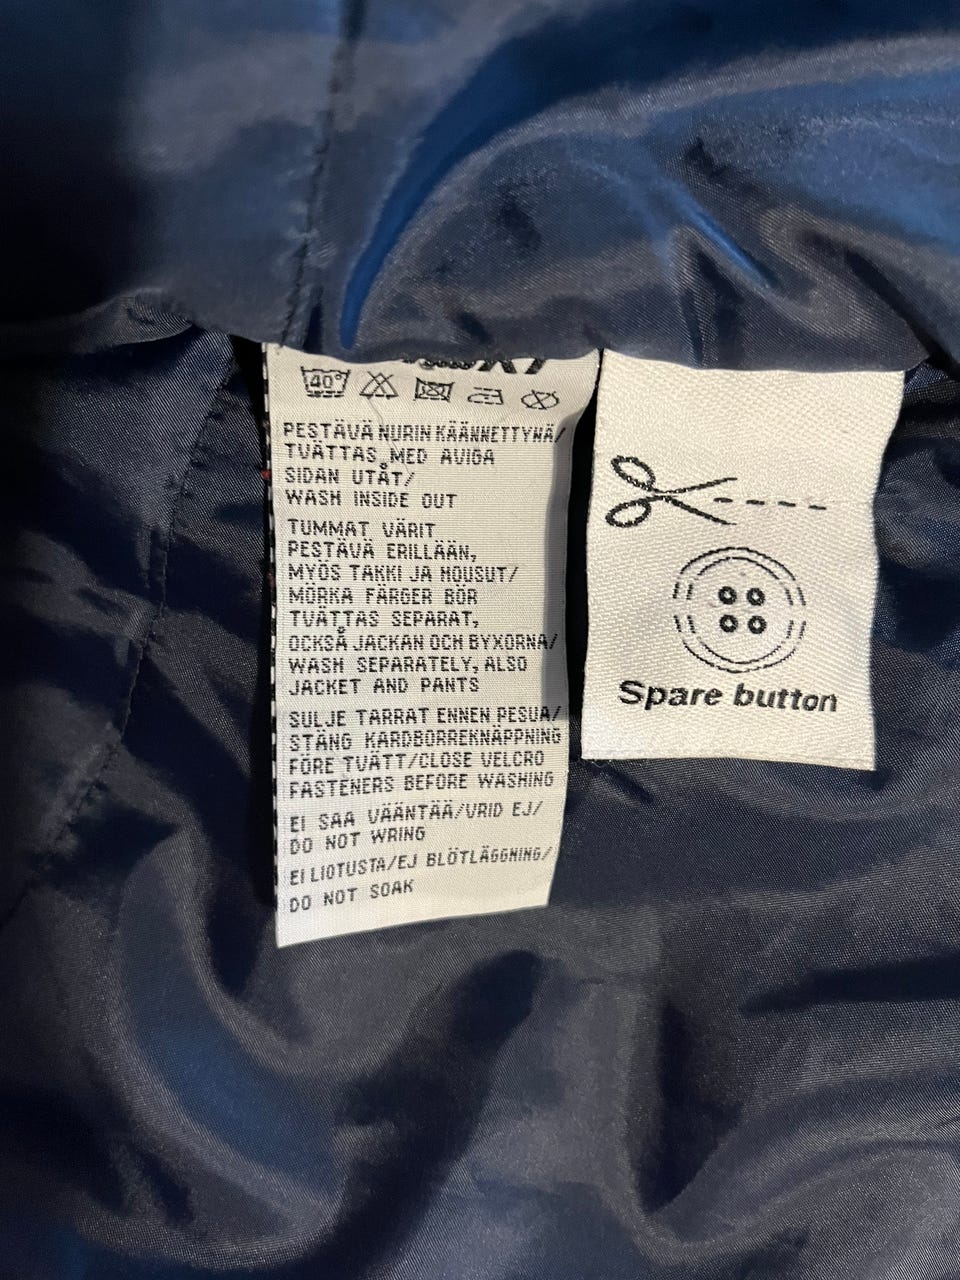 40°
PESTÄVÄ NURIN KÄÄNNETTYNÄ/
TVÄTTAS MED AVIGA
SIDAN UTÅT/
WASH INSIDE OUT
TUMMAT VÄRIT
PESTÄVÄ ERILLÄÄN,
MYÖS TAKKI JA HOUSUT/
MÖRKA FÄRGER BÖR
TVÄTTAS SEPARAT,
OCKSÅ JACKAN OCH BYXORNA/
WASH SEPARATELY, ALSO
JACKET AND PANTS
SULJE TARRAT ENNEN PESUA/
STÄNG KARDBORREKNÄPPNING
FÖRE TVÄTT/CLOSE VELCRO
FASTENERS BEFORE WASHING
EI SAA VÄÄNTÄÄ/VRID EJ/
DO NOT WRING
EI LIOTUSTA/EJ BLÖTLÄGGNING/
DO NOT SOAK
Spare button